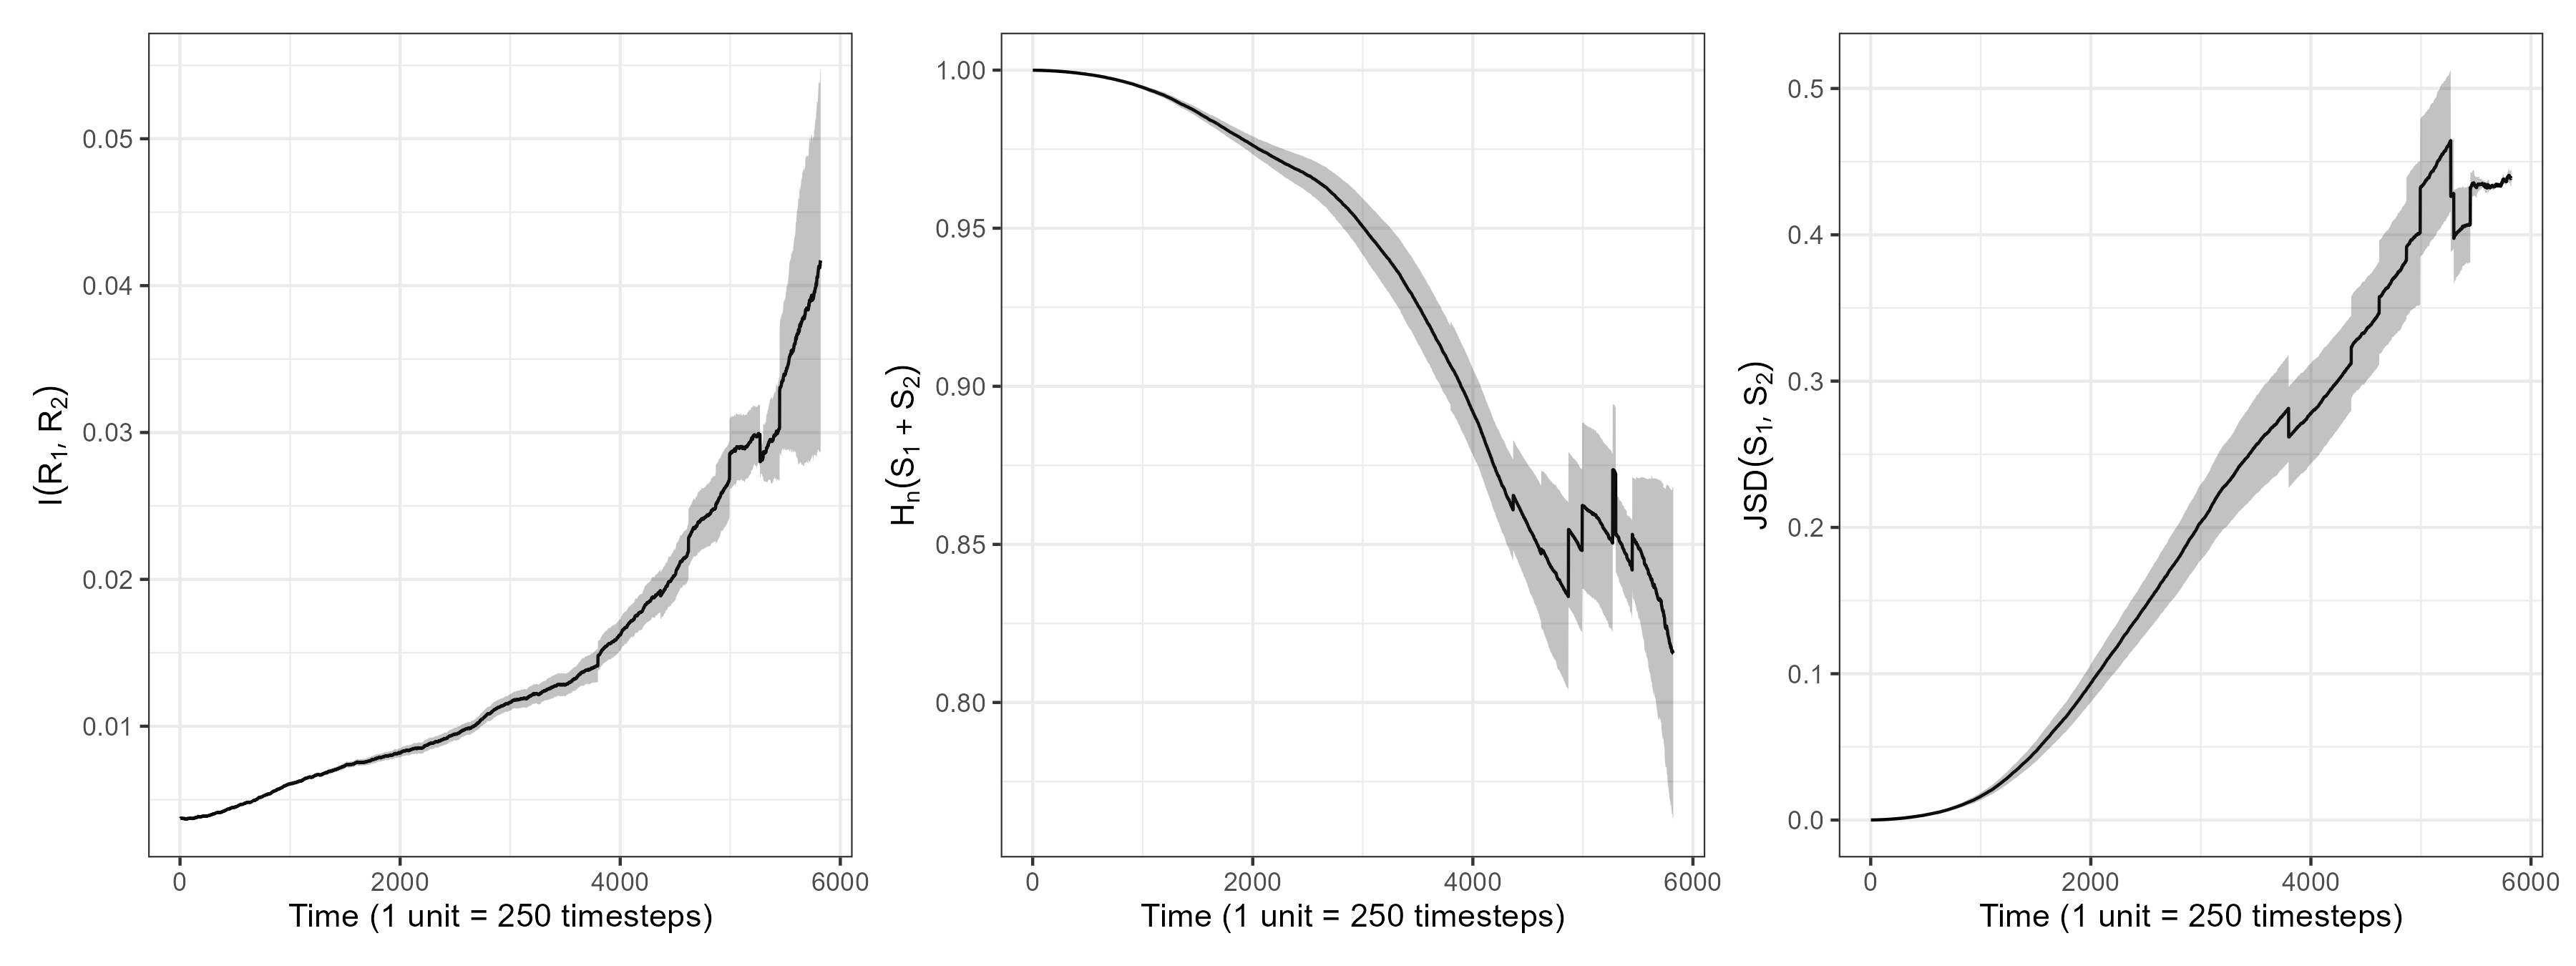 I(R1, R2)
0.05
0.04
0.03
0.02
0.01
0 2000 4000 6000
Time (1 unit = 250 timesteps)
Hn(S1 + S2)
1.00
0.95
0.90
0.85
0.80
0 2000 4000 6000
Time (1 unit = 250 timesteps)
JSD(S1, S2)
0.5
0.4
0.3
0.2
0.1
0.0
0 2000 4000 6000
Time (1 unit = 250 timesteps)